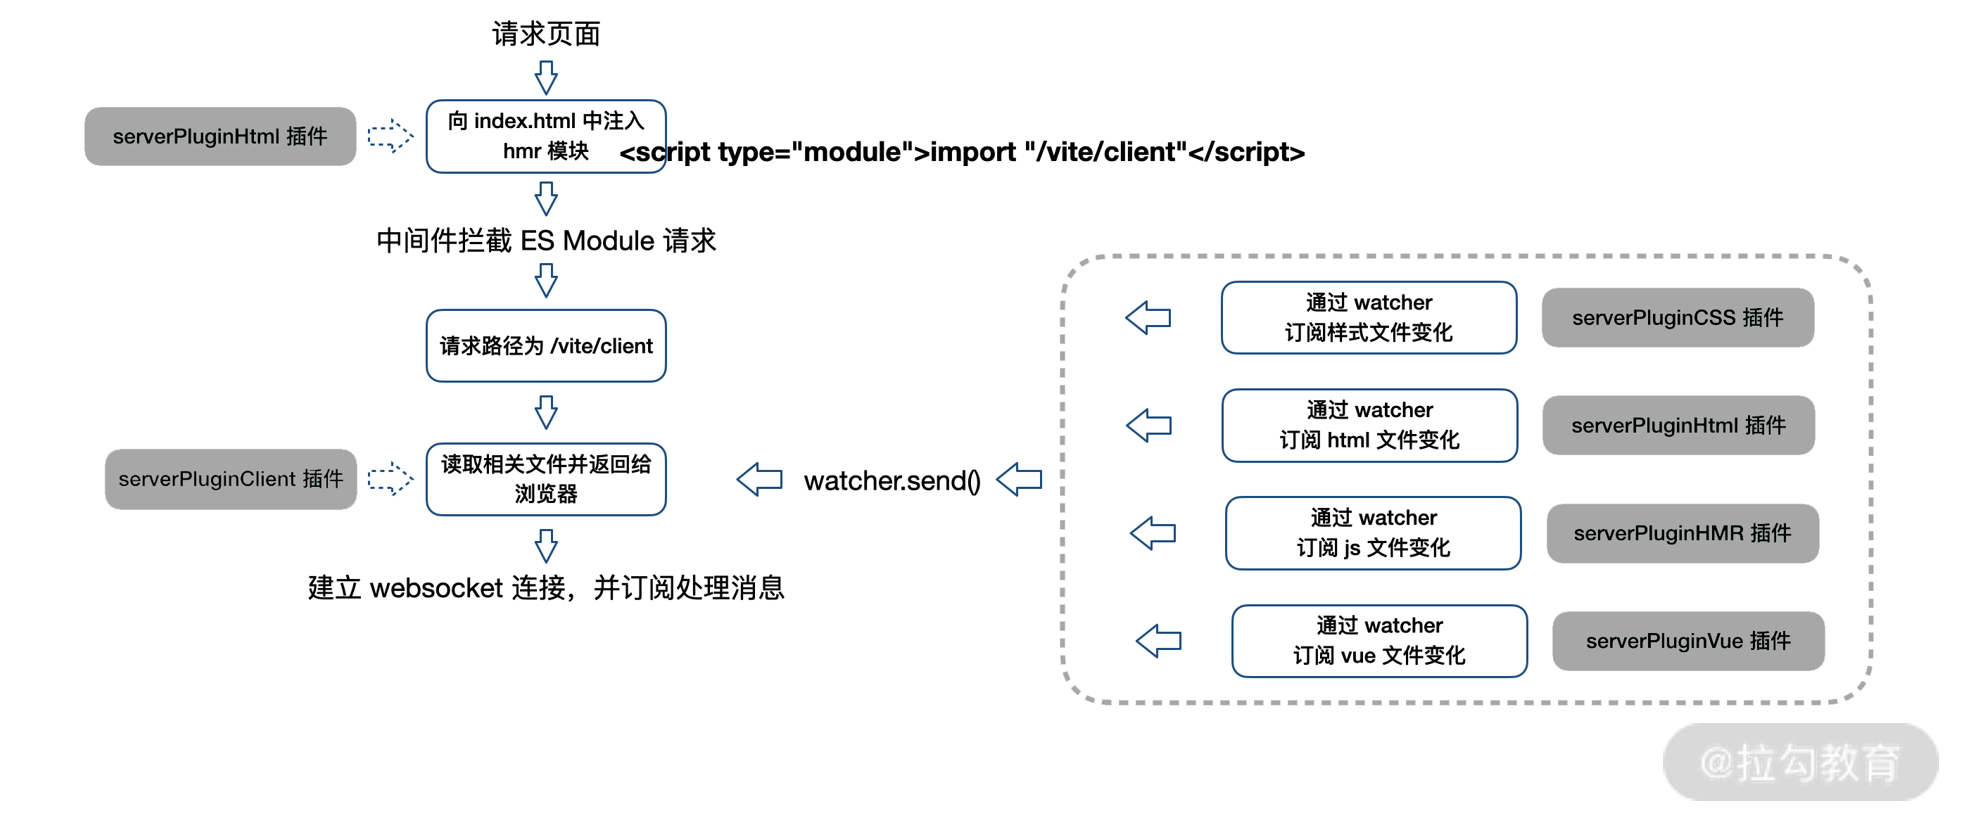 请求页面
serverPluginHtml 插件
向 index.html 中注入
hmr 模块
<script type="module">import "/vite/client"</script>
中间件拦截 ES Module 请求
请求路径为 /vite/client
serverPluginClient 插件
读取相关文件并返回给
浏览器
watcher.send()
建立 websocket 连接，并订阅处理消息
通过 watcher
订阅样式文件变化
serverPluginCSS 插件
通过 watcher
订阅 html 文件变化
serverPluginHtml 插件
通过 watcher
订阅 js 文件变化
serverPluginHMR 插件
通过 watcher
订阅 vue 文件变化
serverPluginVue 插件
@拉勾教育